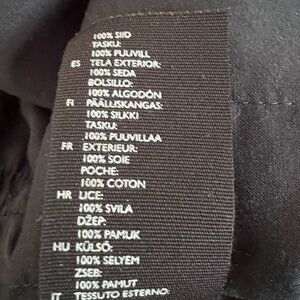 100% SIID
TASKU:
100% PUUVILL
ES TELA EXTERIOR:
100% SEDA
BOLSILLO:
100% ALGODÓN
FI PÄÄLLISKANGAS:
100% SILKKI
TASKU:
100% PUUVILLAA
FR EXTERIEUR:
100% SOIE
POCHE:
100% COTON
HR LICE:
100% SVILA
DŽEP:
100% PAMUK
HU KÜLSŐ:
100% SELYEM
ZSEB:
100% PAMUT
IT TESSUTO ESTERNO: